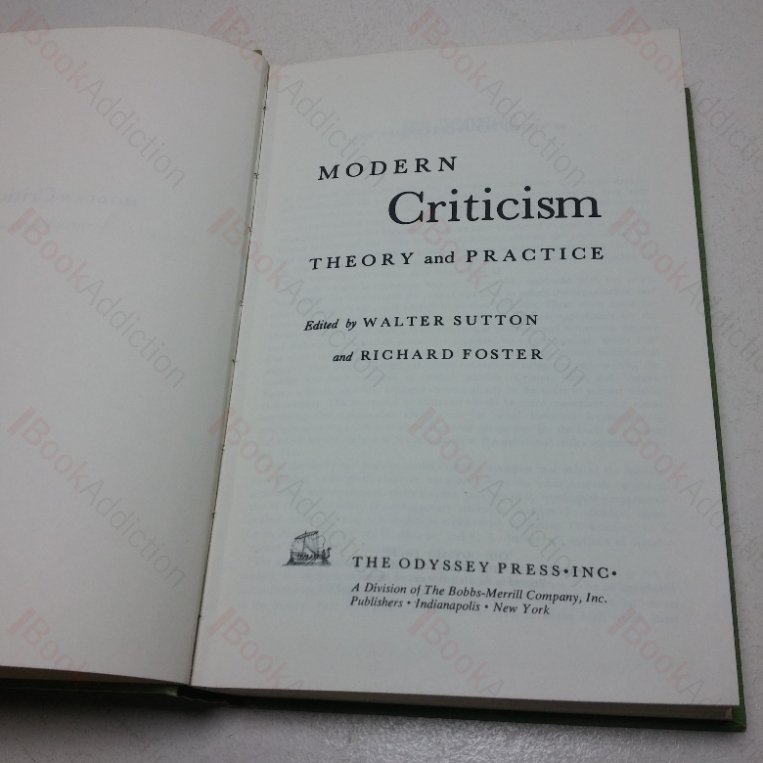 MODERN
Criticism
THEORY and PRACTICE
Edited by WALTER SUTTON
and RICHARD FOSTER
THE ODYSSEY PRESS•INC•
A Division of The Bobbs-Merrill Company, Inc.
Publishers • Indianapolis • New York
BookAddiction